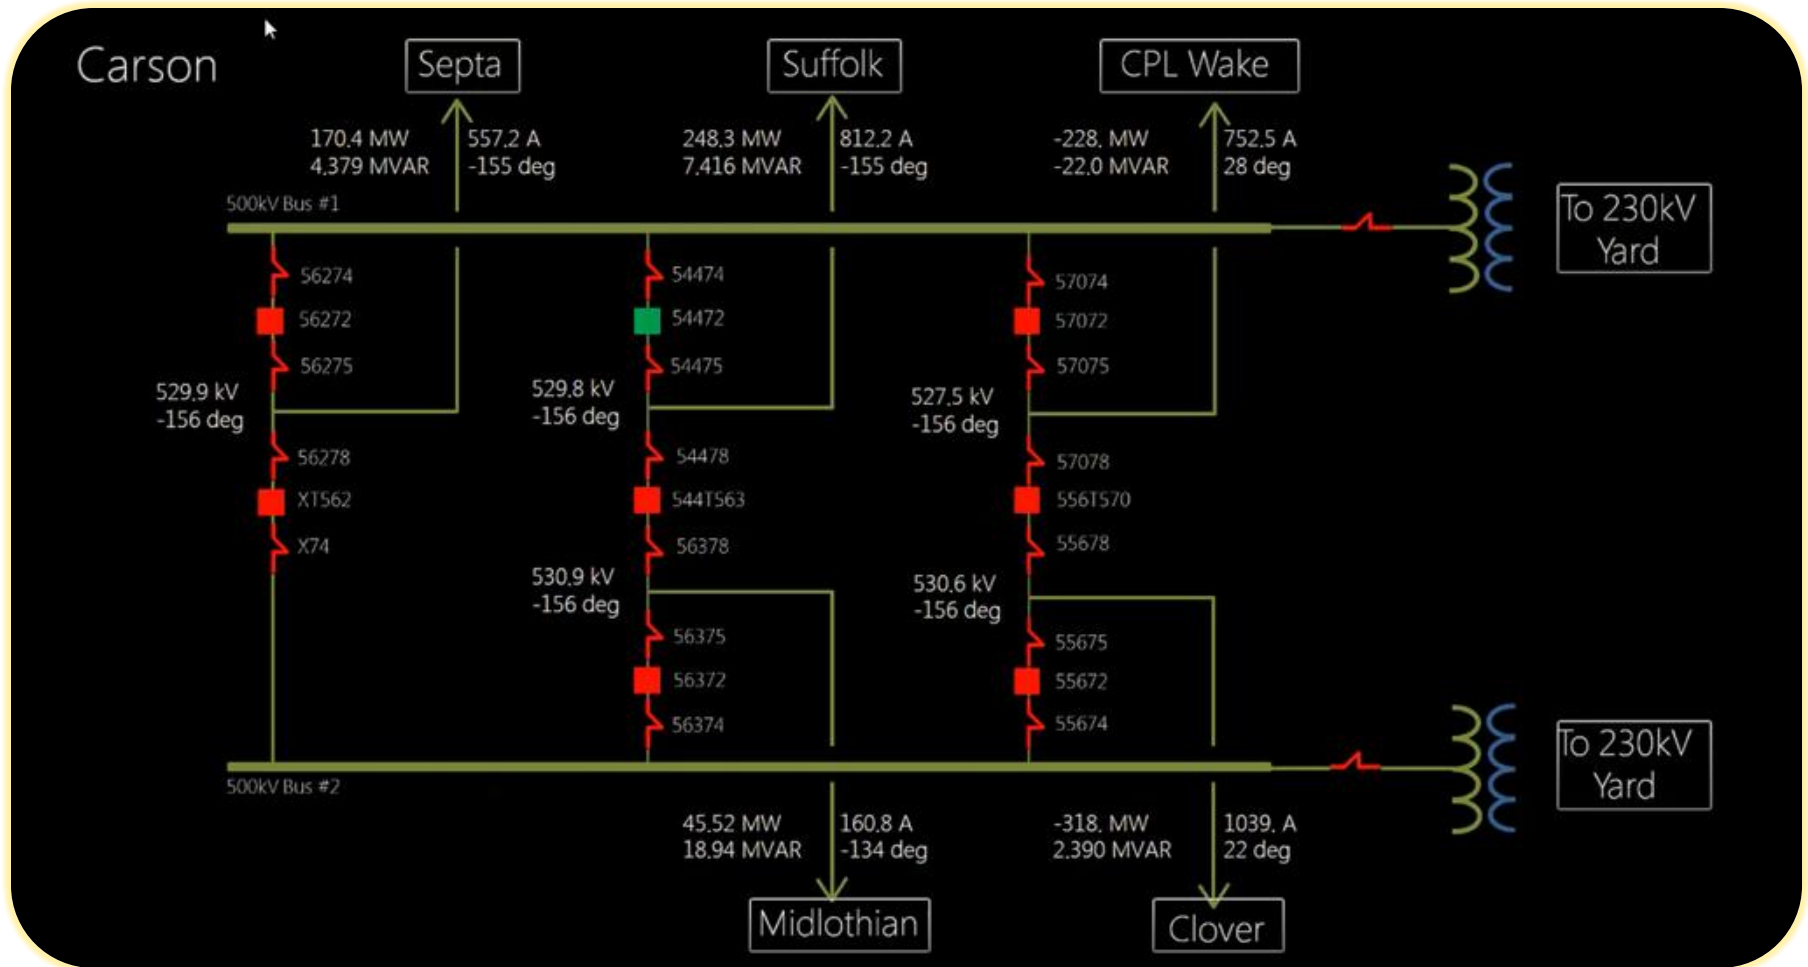 Carson
Septa
Suffolk
CPL Wake
170.4 MW
4.379 MVAR
557.2 A
-155 deg
248.3 MW
7.416 MVAR
812.2 A
-155 deg
-228. MW
-22.0 MVAR
752.5 A
28 deg
500kV Bus #1
To 230kV
Yard
56274
56272
56275
54474
54472
54475
57074
57072
57075
529.9 kV
-156 deg
529.8 kV
-156 deg
527.5 kV
-156 deg
56278
XT562
X74
54478
544T563
56378
57078
556T570
55678
530.9 kV
-156 deg
530.6 kV
-156 deg
56375
56372
56374
55675
55672
55674
To 230kV
Yard
500kV Bus #2
45.52 MW
18.94 MVAR
160.8 A
-134 deg
-318. MW
2.390 MVAR
1039. A
22 deg
Midlothian
Clover